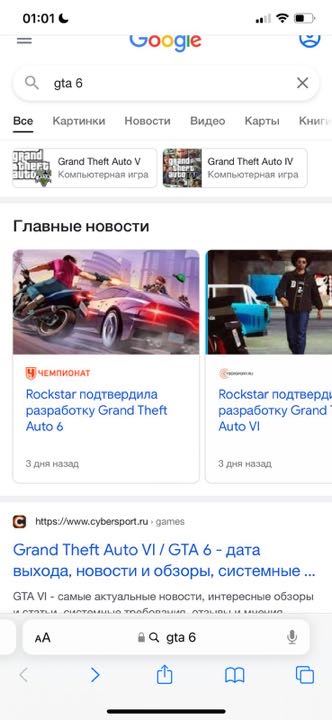 01:01
Google
gta 6
Все Картинки Новости Видео Карты Книги
Grand Theft Auto V
Компьютерная игра
Grand Theft Auto IV
Компьютерная игра
Главные новости
ЧЕМПИОНАТ
Rockstar подтвердила
разработку Grand Theft
Auto 6
3 дня назад
CYBERSPORT.RU
Rockstar подтверди
разработку Grand
Auto VI
3 дня назад
https://www.cybersport.ru › games
Grand Theft Auto VI / GTA 6 - дата
выхода, новости и обзоры, системные ...
GTA VI - самые актуальные новости, интересные обзоры
и статьи, системные требования, отзывы и мнения
AA gta 6